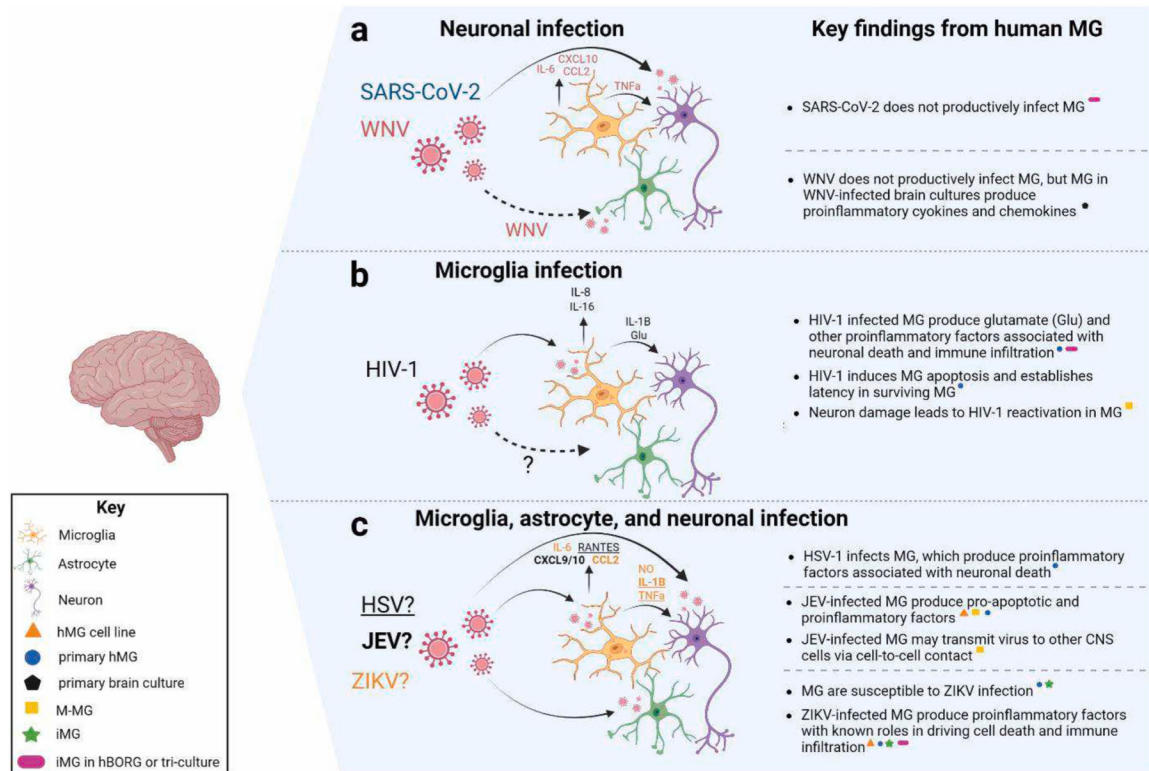 a
Neuronal infection
Key findings from human MG
CXCL10
IL-6 CCL2
TNFa
SARS-CoV-2
WNV
WNV
• SARS-CoV-2 does not productively infect MG
• WNV does not productively infect MG, but MG in
WNV-infected brain cultures produce
proinflammatory cyokines and chemokines
b
Microglia infection
IL-8
IL-16
IL-1B
Glu
HIV-1
?
• HIV-1 infected MG produce glutamate (Glu) and
other proinflammatory factors associated with
neuronal death and immune infiltration
• HIV-1 induces MG apoptosis and establishes
latency in surviving MG
• Neuron damage leads to HIV-1 reactivation in MG
c
Microglia, astrocyte, and neuronal infection
IL-6 RANTES
CXCL9/10 CCL2
NO
IL-1B
TNFa
HSV?
JEV?
ZIKV?
• HSV-1 infects MG, which produce proinflammatory
factors associated with neuronal death
• JEV-infected MG produce pro-apoptotic and
proinflammatory factors
• JEV-infected MG may transmit virus to other CNS
cells via cell-to-cell contact
• MG are susceptible to ZIKV infection
• ZIKV-infected MG produce proinflammatory factors
with known roles in driving cell death and immune
infiltration
Key
Microglia
Astrocyte
Neuron
hMG cell line
primary hMG
primary brain culture
M-MG
iMG
iMG in hBORG or tri-culture